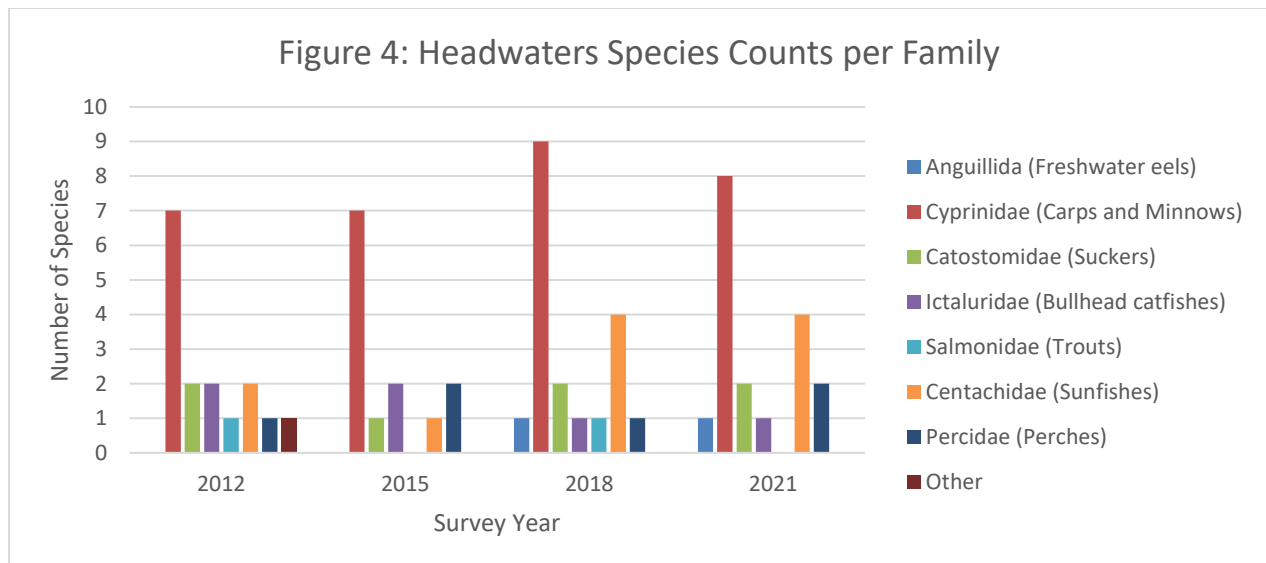 Figure 4: Headwaters Species Counts per Family
10
9
8
7
6
5
4
3
2
1
0
Number of Species
2012
2015
2018
2021
Survey Year
Anguillida (Freshwater eels)
Cyprinidae (Carps and Minnows)
Catostomidae (Suckers)
Ictaluridae (Bullhead catfishes)
Salmonidae (Trouts)
Centachidae (Sunfishes)
Percidae (Perches)
Other